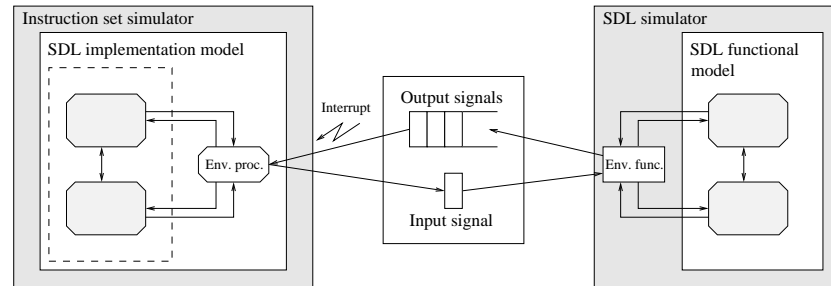 Instruction set simulator
SDL implementation model
Env. proc.
Interrupt
Output signals
Input signal
SDL simulator
SDL functional
model
Env. func.